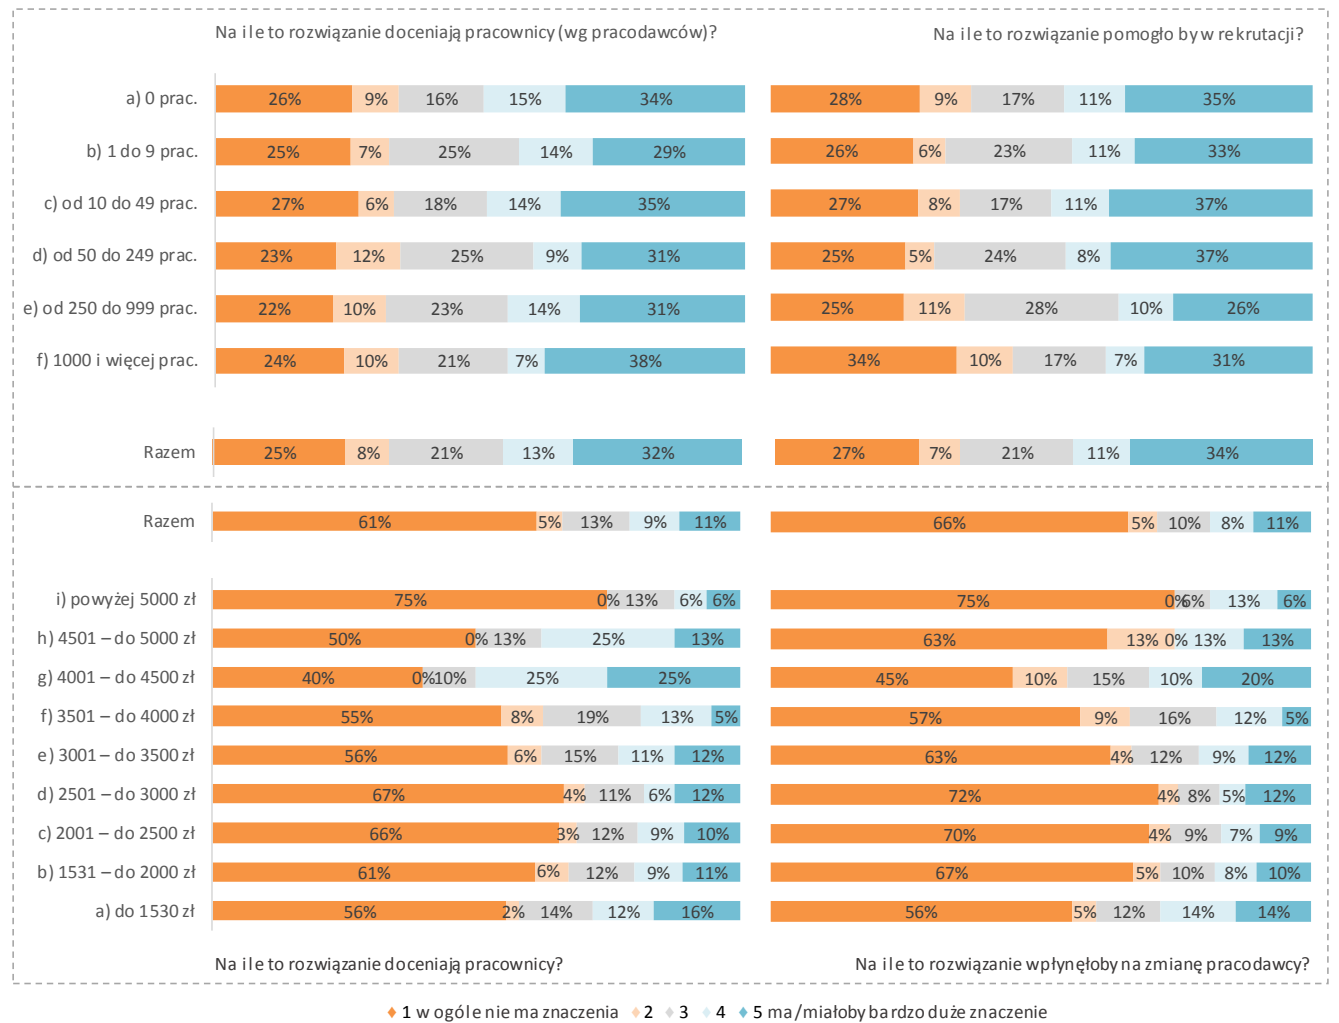 Na ile to rozwiązanie doceniają pracownicy (wg pracodawców)? Na ile to rozwiązanie pomogło by w rekrutacji?
a) 0 prac. 26% 9% 16% 15% 34% 28% 9% 17% 11% 35%
b) 1 do 9 prac. 25% 7% 25% 14% 29% 26% 6% 23% 11% 33%
c) od 10 do 49 prac. 27% 6% 18% 14% 35% 27% 8% 17% 11% 37%
d) od 50 do 249 prac. 23% 12% 25% 9% 31% 25% 5% 24% 8% 37%
e) od 250 do 999 prac. 22% 10% 23% 14% 31% 25% 11% 28% 10% 26%
f) 1000 i więcej prac. 24% 10% 21% 7% 38% 34% 10% 17% 7% 31%
Razem 25% 8% 21% 13% 32% 27% 7% 21% 11% 34%
Razem 61% 5% 13% 9% 11% 66% 5% 10% 8% 11%
i) powyżej 5000 zł 75% 0% 13% 6% 6% 75% 0% 6% 13% 6%
h) 4501 – do 5000 zł 50% 0% 13% 25% 13% 63% 13% 0% 13% 13%
g) 4001 – do 4500 zł 40% 0% 10% 25% 25% 45% 10% 15% 10% 20%
f) 3501 – do 4000 zł 55% 8% 19% 13% 5% 57% 9% 16% 12% 5%
e) 3001 – do 3500 zł 56% 6% 15% 11% 12% 63% 4% 12% 9% 12%
d) 2501 – do 3000 zł 67% 4% 11% 6% 12% 72% 4% 8% 5% 12%
c) 2001 – do 2500 zł 66% 3% 12% 9% 10% 70% 4% 9% 7% 9%
b) 1531 – do 2000 zł 61% 6% 12% 9% 11% 67% 5% 10% 8% 10%
a) do 1530 zł 56% 2% 14% 12% 16% 56% 5% 12% 14% 14%
Na ile to rozwiązanie doceniają pracownicy? Na ile to rozwiązanie wpłynęłoby na zmianę pracodawcy?
1 w ogóle nie ma znaczenia 2 3 4 5 ma/miałoby bardzo duże znaczenie